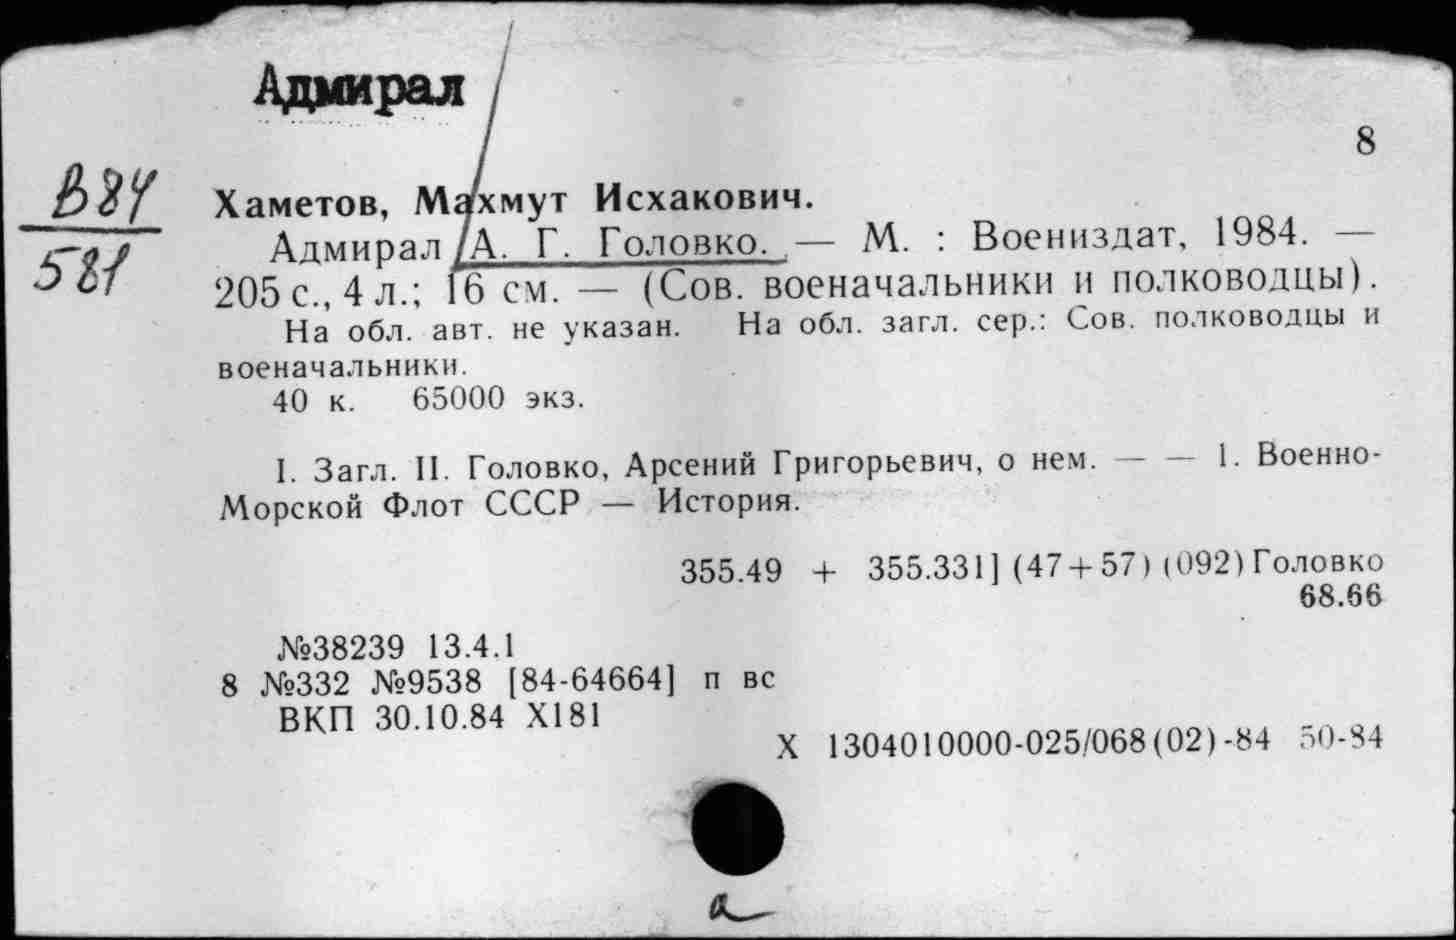 Адмирал
8
В84
581
Хаметов, Махмут Исхакович.
Адмирал А. Г. Головко. — М. : Воениздат, 1984. —
205 с., 4 л.; 16 см. — (Сов. военачальники и полководцы).
На обл. авт. не указан. На обл. загл. сер.: Сов. полководцы и
военачальники.
40 к. 65000 экз.
I. Загл. II. Головко, Арсений Григорьевич, о нем. — — 1. Военно-
Морской Флот СССР — История.
355.49 + 355.331] (47+57) (092) Головко
68.66
№38239 13.4.1
8 №332 №9538 [84-64664] п вс
ВКП 30.10.84 Х181
Х 1304010000-025/068(02)-84 50-84